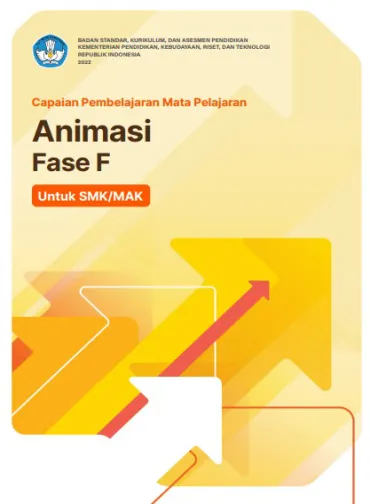 BADAN STANDAR, KURIKULUM, DAN ASESMEN PENDIDIKAN
KEMENTERIAN PENDIDIKAN, KEBUDAYAAN, RISET, DAN TEKNOLOGI
REPUBLIK INDONESIA
2022
Capaian Pembelajaran Mata Pelajaran
Animasi
Fase F
Untuk SMK/MAK